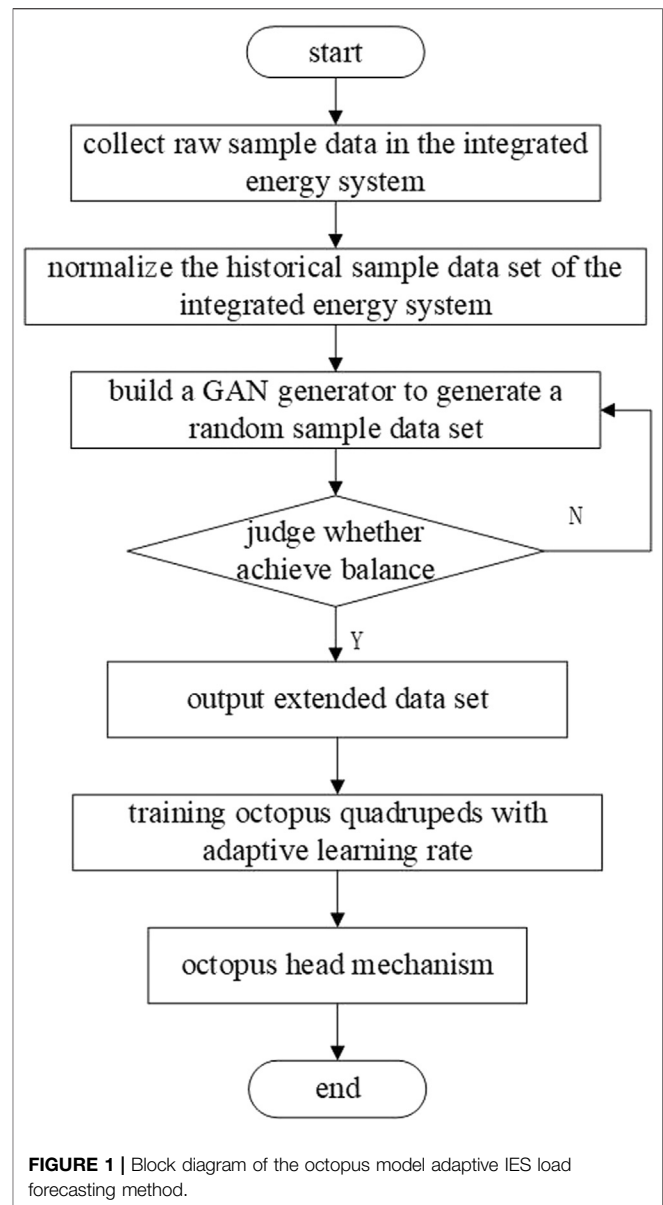 start
collect raw sample data in the integrated
energy system
normalize the historical sample data set of the
integrated energy system
build a GAN generator to generate a
random sample data set
N
judge whether
achieve balance
Y
output extended data set
training octopus quadrupeds with
adaptive learning rate
octopus head mechanism
end
FIGURE 1 | Block diagram of the octopus model adaptive IES load
forecasting method.